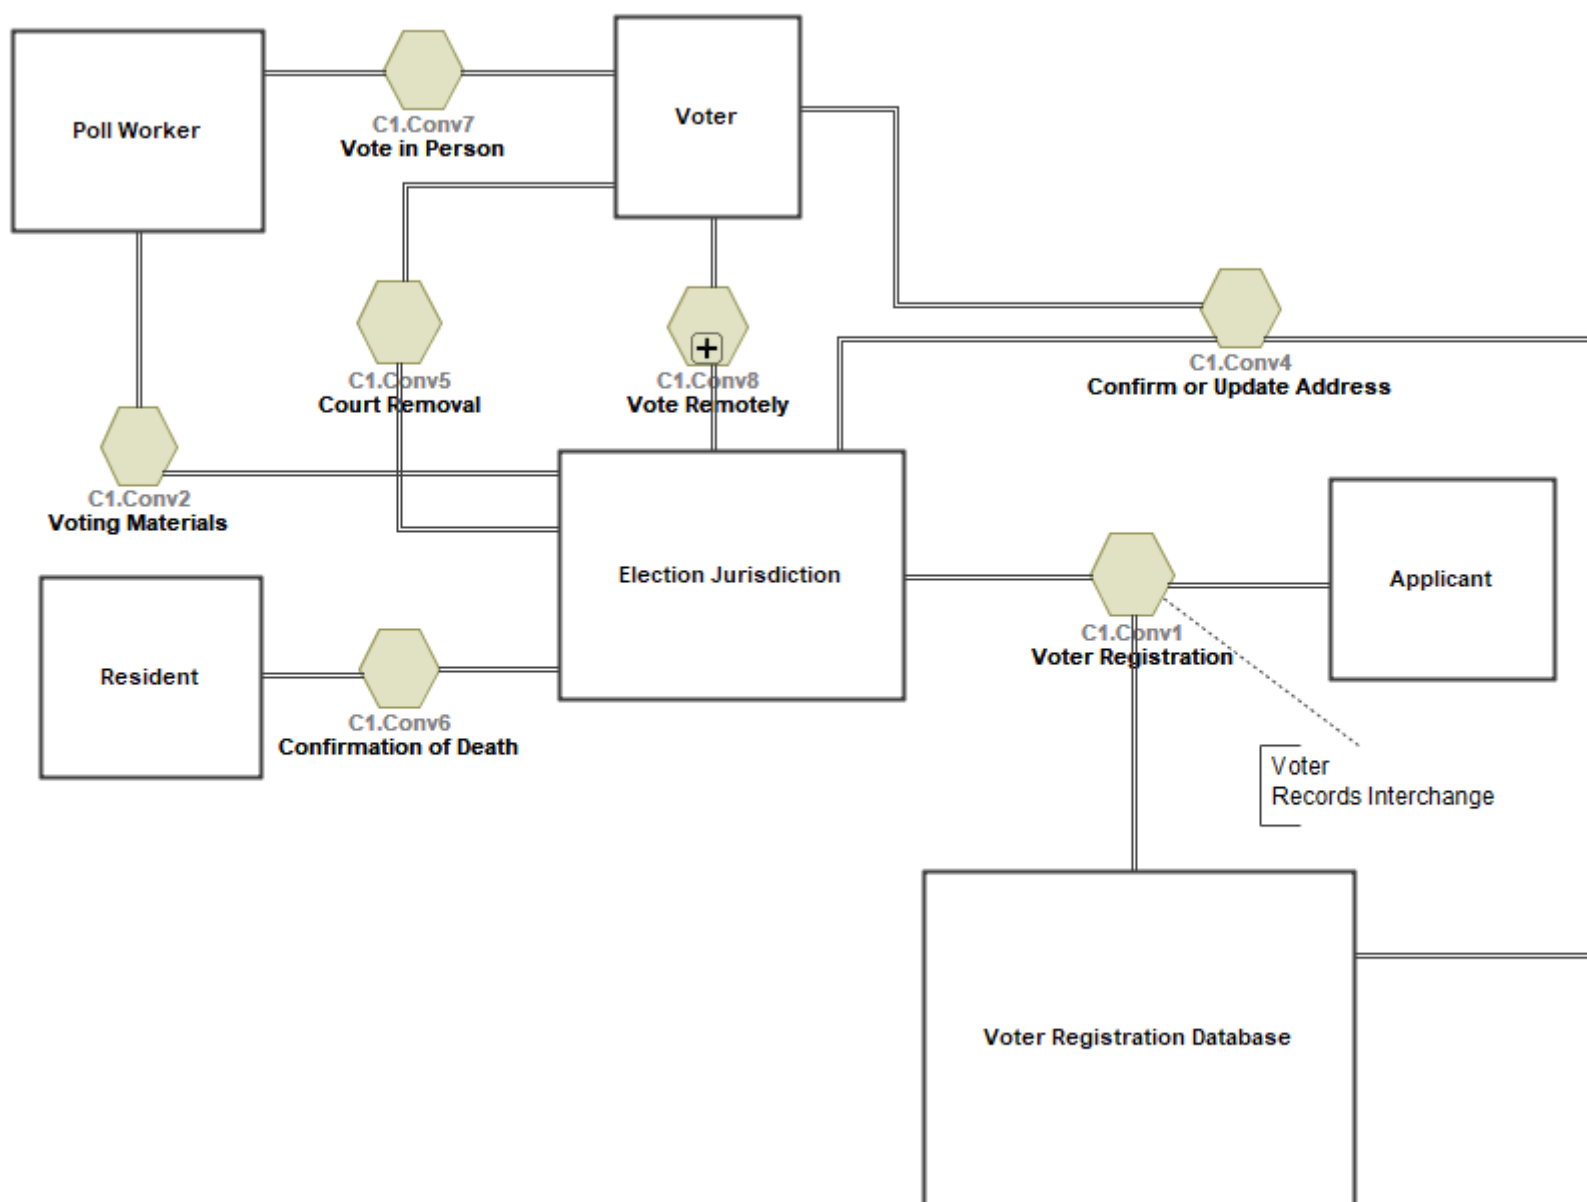 Poll Worker
C1.Conv7
Vote in Person
Voter
C1.Conv5
Court Removal
C1.Conv8
Vote Remotely
C1.Conv4
Confirm or Update Address
C1.Conv2
Voting Materials
Election Jurisdiction
C1.Conv1
Voter Registration
Applicant
Resident
C1.Conv6
Confirmation of Death
Voter
Records Interchange
Voter Registration Database